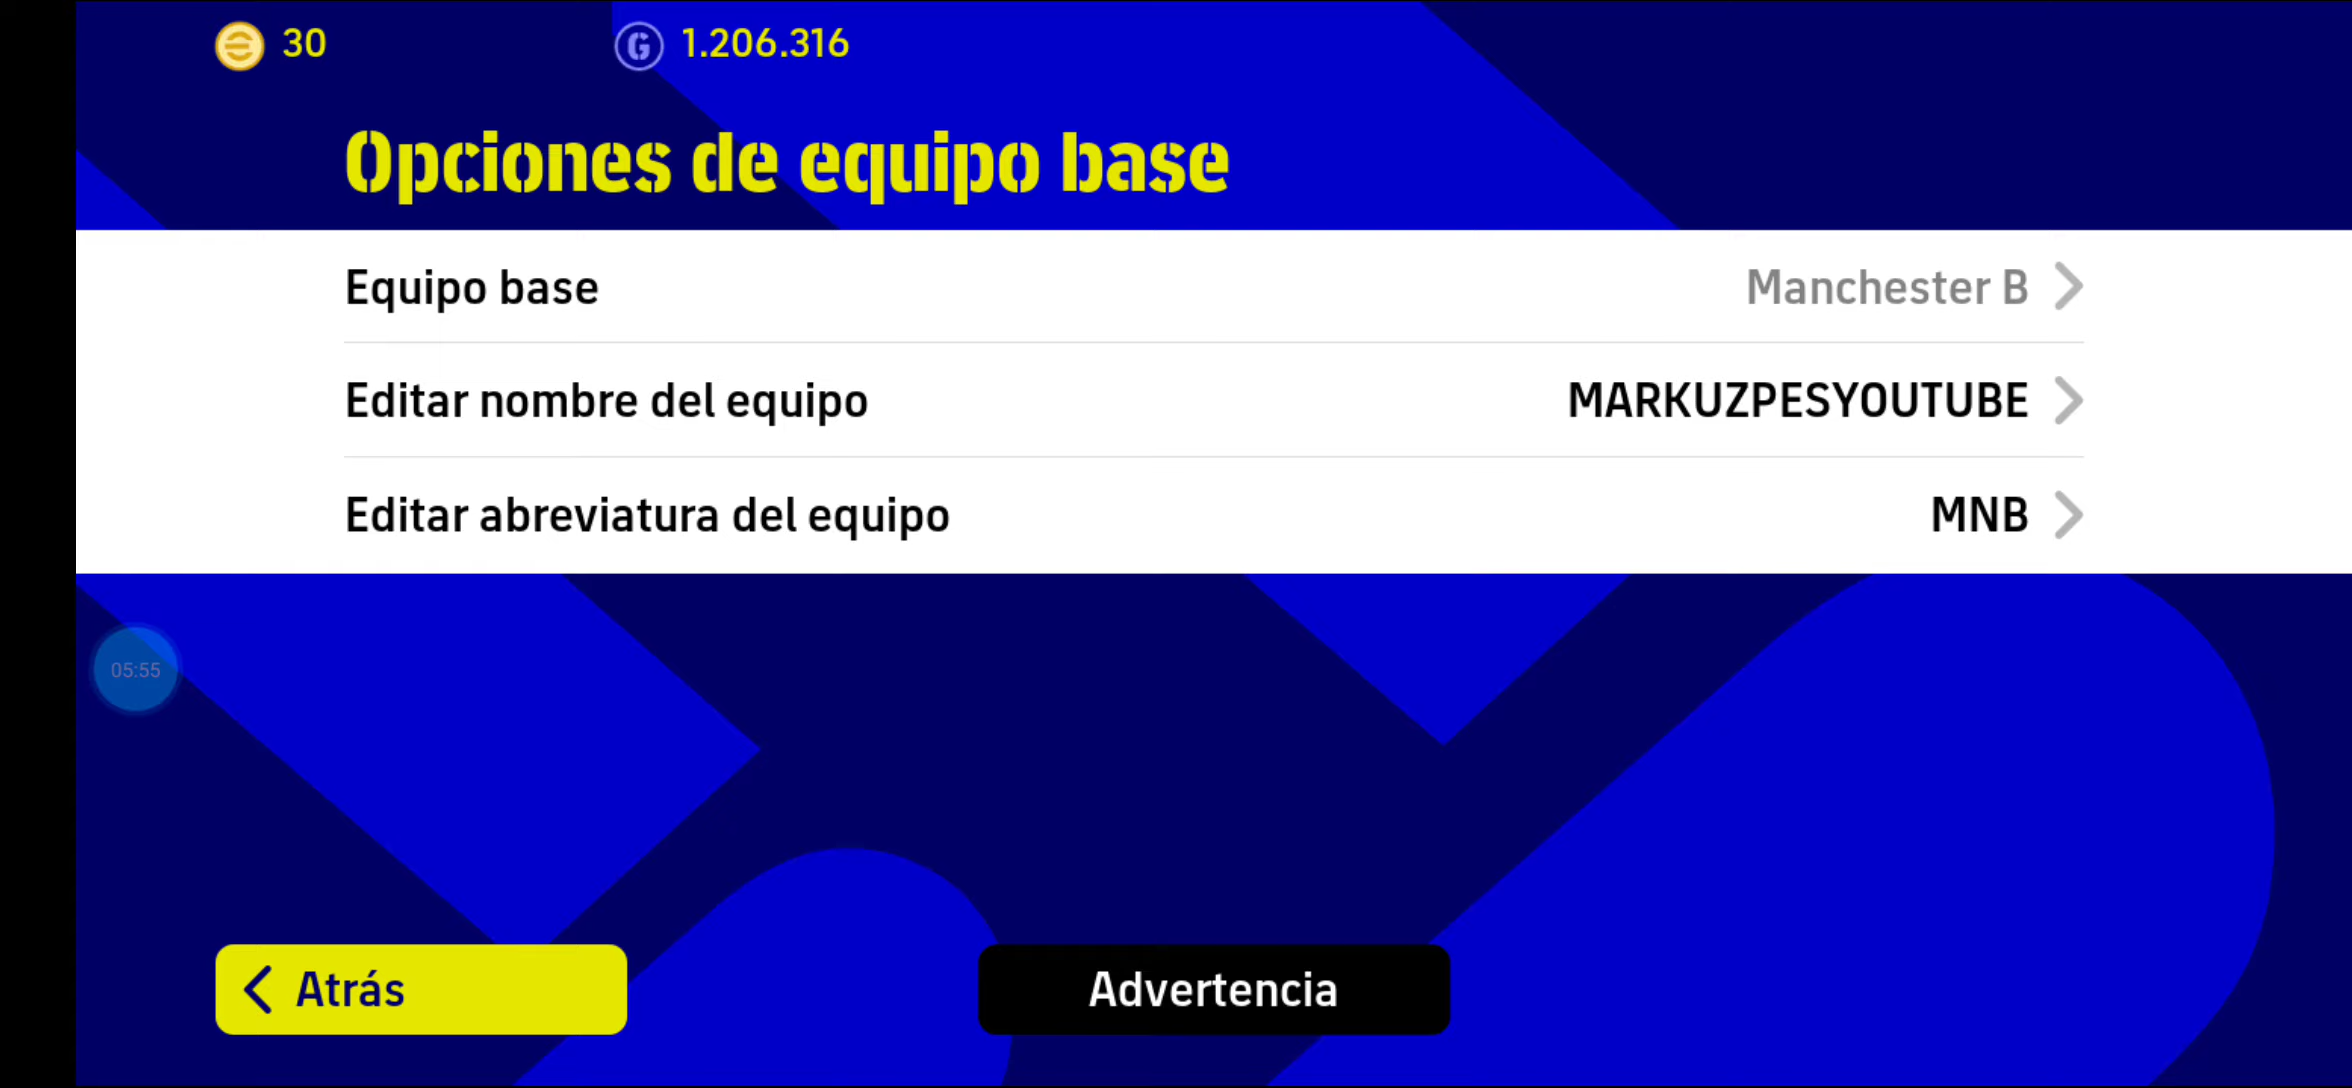 30
1.206.316
Opciones de equipo base
Equipo base
Manchester B
Editar nombre del equipo
MARKUZPESYOUTUBE
Editar abreviatura del equipo
MNB
05:55
Atrás
Advertencia